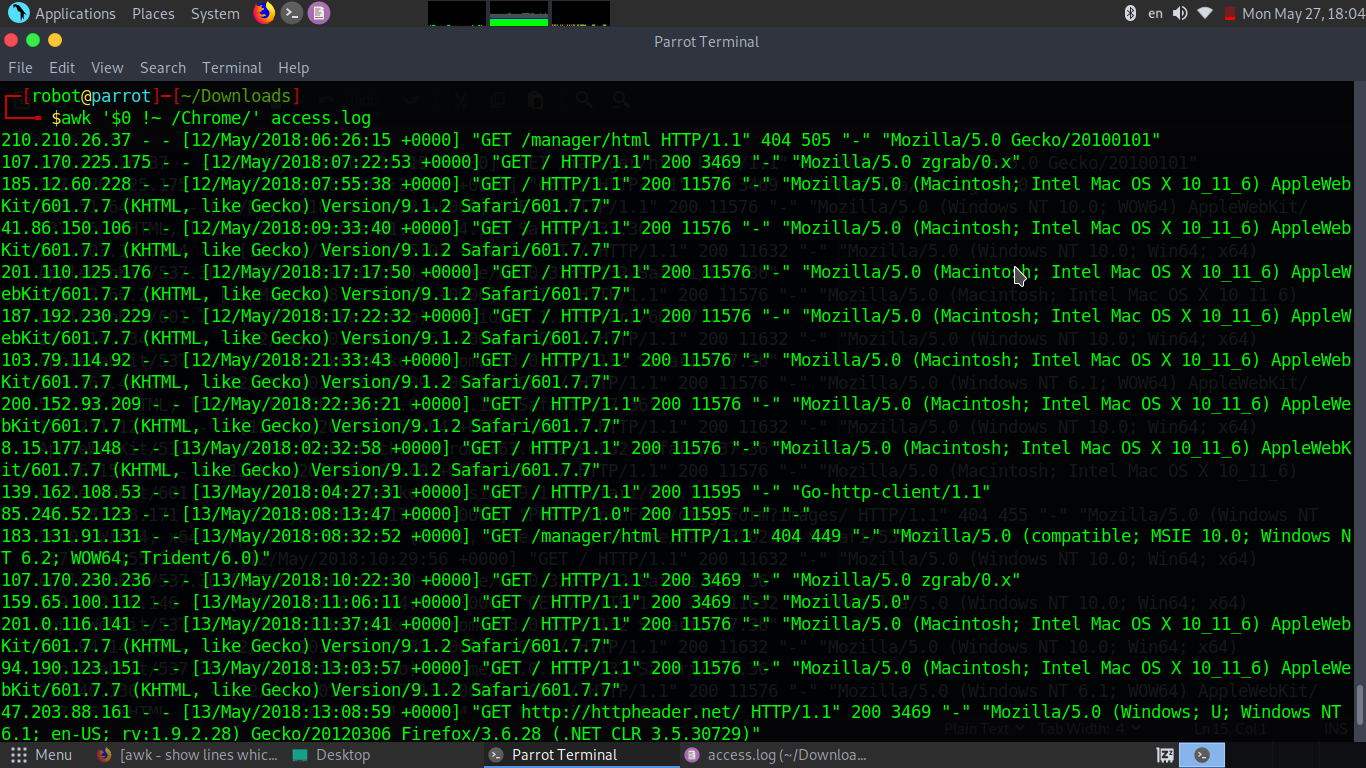 Applications Places System en Mon May 27, 18:04
Parrot Terminal
File Edit View Search Terminal Help
[robot@parrot]─[~/Downloads]
$awk '$0 !~ /Chrome/' access.log
210.210.26.37 - - [12/May/2018:06:26:15 +0000] "GET /manager/html HTTP/1.1" 404 505 "-" "Mozilla/5.0 Gecko/20100101"
107.170.225.175 - - [12/May/2018:07:22:53 +0000] "GET / HTTP/1.1" 200 3469 "-" "Mozilla/5.0 zgrab/0.x"
185.12.60.228 - - [12/May/2018:07:55:38 +0000] "GET / HTTP/1.1" 200 11576 "-" "Mozilla/5.0 (Macintosh; Intel Mac OS X 10_11_6) AppleWeb
Kit/601.7.7 (KHTML, like Gecko) Version/9.1.2 Safari/601.7.7"
41.86.150.106 - - [12/May/2018:09:33:40 +0000] "GET / HTTP/1.1" 200 11576 "-" "Mozilla/5.0 (Macintosh; Intel Mac OS X 10_11_6) AppleWeb
Kit/601.7.7 (KHTML, like Gecko) Version/9.1.2 Safari/601.7.7"
201.110.125.176 - - [12/May/2018:17:17:50 +0000] "GET / HTTP/1.1" 200 11576 "-" "Mozilla/5.0 (Macintosh; Intel Mac OS X 10_11_6) AppleW
ebKit/601.7.7 (KHTML, like Gecko) Version/9.1.2 Safari/601.7.7"
187.192.230.229 - - [12/May/2018:17:22:32 +0000] "GET / HTTP/1.1" 200 11576 "-" "Mozilla/5.0 (Macintosh; Intel Mac OS X 10_11_6) AppleW
ebKit/601.7.7 (KHTML, like Gecko) Version/9.1.2 Safari/601.7.7"
103.79.114.92 - - [12/May/2018:21:33:43 +0000] "GET / HTTP/1.1" 200 11576 "-" "Mozilla/5.0 (Macintosh; Intel Mac OS X 10_11_6) AppleWeb
Kit/601.7.7 (KHTML, like Gecko) Version/9.1.2 Safari/601.7.7"
200.152.93.209 - - [12/May/2018:22:36:21 +0000] "GET / HTTP/1.1" 200 11576 "-" "Mozilla/5.0 (Macintosh; Intel Mac OS X 10_11_6) AppleWe
bKit/601.7.7 (KHTML, like Gecko) Version/9.1.2 Safari/601.7.7"
8.15.177.148 - - [13/May/2018:02:32:58 +0000] "GET / HTTP/1.1" 200 11576 "-" "Mozilla/5.0 (Macintosh; Intel Mac OS X 10_11_6) AppleWebK
it/601.7.7 (KHTML, like Gecko) Version/9.1.2 Safari/601.7.7"
139.162.108.53 - - [13/May/2018:04:27:31 +0000] "GET / HTTP/1.1" 200 11595 "-" "Go-http-client/1.1"
85.246.52.123 - - [13/May/2018:08:13:47 +0000] "GET / HTTP/1.0" 200 11595 "-" "-"
183.131.91.131 - - [13/May/2018:08:32:52 +0000] "GET /manager/html HTTP/1.1" 404 449 "-" "Mozilla/5.0 (compatible; MSIE 10.0; Windows N
T 6.2; WOW64; Trident/6.0)"
107.170.230.236 - - [13/May/2018:10:22:30 +0000] "GET / HTTP/1.1" 200 3469 "-" "Mozilla/5.0 zgrab/0.x"
159.65.100.112 - - [13/May/2018:11:06:11 +0000] "GET / HTTP/1.1" 200 3469 "-" "Mozilla/5.0"
201.0.116.141 - - [13/May/2018:11:37:41 +0000] "GET / HTTP/1.1" 200 11576 "-" "Mozilla/5.0 (Macintosh; Intel Mac OS X 10_11_6) AppleWeb
Kit/601.7.7 (KHTML, like Gecko) Version/9.1.2 Safari/601.7.7"
94.190.123.151 - - [13/May/2018:13:03:57 +0000] "GET / HTTP/1.1" 200 11576 "-" "Mozilla/5.0 (Macintosh; Intel Mac OS X 10_11_6) AppleWe
bKit/601.7.7 (KHTML, like Gecko) Version/9.1.2 Safari/601.7.7"
47.203.88.161 - - [13/May/2018:13:08:59 +0000] "GET http://httpheader.net/ HTTP/1.1" 200 3469 "-" "Mozilla/5.0 (Windows; U; Windows NT
6.1; en-US; rv:1.9.2.28) Gecko/20120306 Firefox/3.6.28 (.NET CLR 3.5.30729)"
Menu [awk - show lines whic... Desktop Parrot Terminal access.log (~/Downloa...